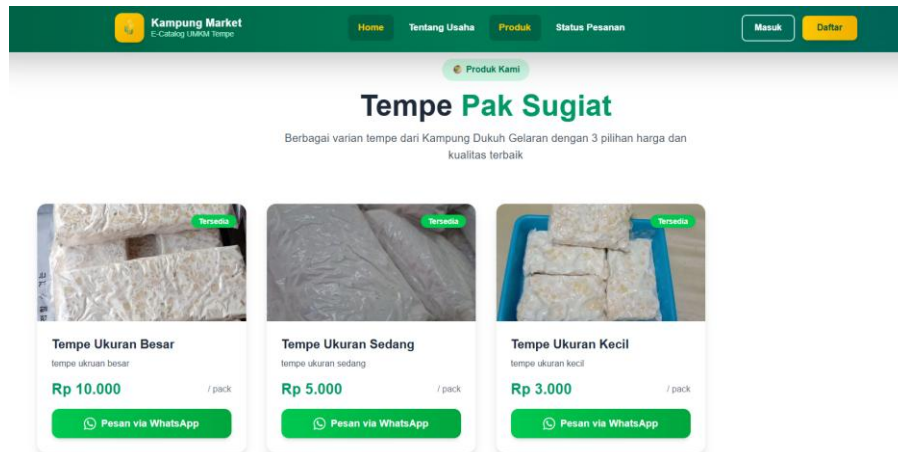 Kampung Market
E-Catalog UMKM Tempe
Home
Tentang Usaha
Produk
Status Pesanan
Masuk
Daftar
Produk Kami
Tempe Pak Sugiat
Berbagai varian tempe dari Kampung Dukuh Gelaran dengan 3 pilihan harga dan
kualitas terbaik
Tersedia
Tempe Ukuran Besar
tempe ukruan besar
Rp 10.000
/ pack
Pesan via WhatsApp
Tersedia
Tempe Ukuran Sedang
tempe ukuran sedang
Rp 5.000
/ pack
Pesan via WhatsApp
Tersedia
Tempe Ukuran Kecil
tempe ukuran kecil
Rp 3.000
/ pack
Pesan via WhatsApp